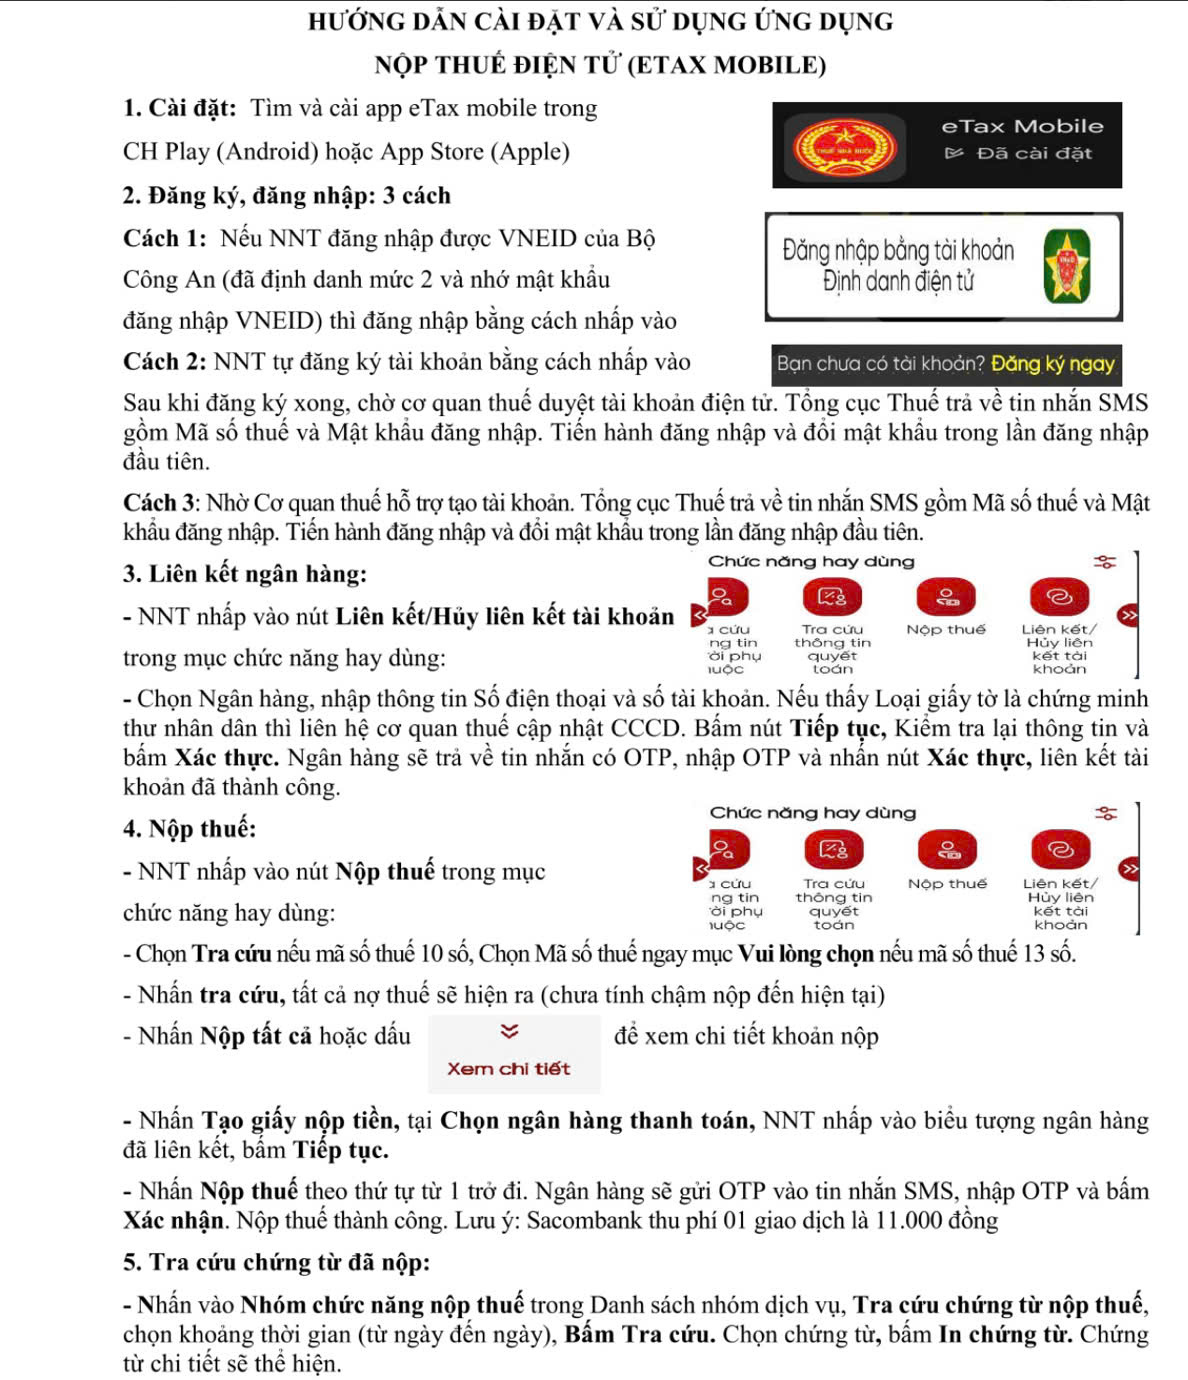 HƯỚNG DẪN CÀI ĐẶT VÀ SỬ DỤNG ỨNG DỤNG
NỘP THUẾ ĐIỆN TỬ (ETAX MOBILE)
1. Cài đặt: Tìm và cài app eTax mobile trong
CH Play (Android) hoặc App Store (Apple)
THUẾ NHÀ NƯỚC
eTax Mobile
Đã cài đặt
2. Đăng ký, đăng nhập: 3 cách
Cách 1: Nếu NNT đăng nhập được VNEID của Bộ
Công An (đã định danh mức 2 và nhớ mật khẩu
đăng nhập VNEID) thì đăng nhập bằng cách nhấp vào
Đăng nhập bằng tài khoản
Định danh điện tử
Cách 2: NNT tự đăng ký tài khoản bằng cách nhấp vào
Bạn chưa có tài khoản? Đăng ký ngay
Sau khi đăng ký xong, chờ cơ quan thuế duyệt tài khoản điện tử. Tổng cục Thuế trả về tin nhắn SMS
gồm Mã số thuế và Mật khẩu đăng nhập. Tiến hành đăng nhập và đổi mật khẩu trong lần đăng nhập
đầu tiên.
Cách 3: Nhờ Cơ quan thuế hỗ trợ tạo tài khoản. Tổng cục Thuế trả về tin nhắn SMS gồm Mã số thuế và Mật
khẩu đăng nhập. Tiến hành đăng nhập và đổi mật khẩu trong lần đăng nhập đầu tiên.
3. Liên kết ngân hàng:
- NNT nhấp vào nút Liên kết/Hủy liên kết tài khoản
trong mục chức năng hay dùng:
Chức năng hay dùng
a cứu
ng tin
ời phụ
uộc
Tra cứu
thông tin
quyết
toán
Nộp thuế
Liên kết/
Hủy liên
kết tài
khoản
- Chọn Ngân hàng, nhập thông tin Số điện thoại và số tài khoản. Nếu thấy Loại giấy tờ là chứng minh
thư nhân dân thì liên hệ cơ quan thuế cập nhật CCCD. Bấm nút Tiếp tục, Kiểm tra lại thông tin và
bấm Xác thực. Ngân hàng sẽ trả về tin nhắn có OTP, nhập OTP và nhấn nút Xác thực, liên kết tài
khoản đã thành công.
4. Nộp thuế:
- NNT nhấp vào nút Nộp thuế trong mục
chức năng hay dùng:
Chức năng hay dùng
a cứu
ng tin
ời phụ
uộc
Tra cứu
thông tin
quyết
toán
Nộp thuế
Liên kết/
Hủy liên
kết tài
khoản
- Chọn Tra cứu nếu mã số thuế 10 số, Chọn Mã số thuế ngay mục Vui lòng chọn nếu mã số thuế 13 số.
- Nhấn tra cứu, tất cả nợ thuế sẽ hiện ra (chưa tính chậm nộp đến hiện tại)
- Nhấn Nộp tất cả hoặc dấu
Xem chi tiết
để xem chi tiết khoản nộp
- Nhấn Tạo giấy nộp tiền, tại Chọn ngân hàng thanh toán, NNT nhấp vào biểu tượng ngân hàng
đã liên kết, bấm Tiếp tục.
- Nhấn Nộp thuế theo thứ tự từ 1 trở đi. Ngân hàng sẽ gửi OTP vào tin nhắn SMS, nhập OTP và bấm
Xác nhận. Nộp thuế thành công. Lưu ý: Sacombank thu phí 01 giao dịch là 11.000 đồng
5. Tra cứu chứng từ đã nộp:
- Nhấn vào Nhóm chức năng nộp thuế trong Danh sách nhóm dịch vụ, Tra cứu chứng từ nộp thuế,
chọn khoảng thời gian (từ ngày đến ngày), Bấm Tra cứu. Chọn chứng từ, bấm In chứng từ. Chứng
từ chi tiết sẽ thể hiện.